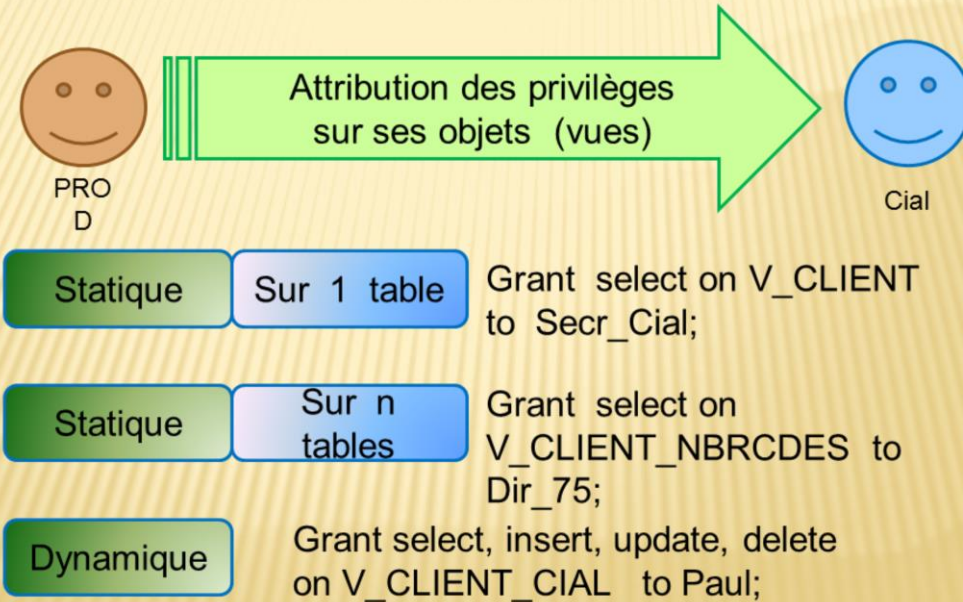 Attribution des privilèges
sur ses objets (vues)
PRO
D
Cial
Statique
Sur 1 table
Grant select on V_CLIENT
to Secr_Cial;
Statique
Sur n
tables
Grant select on
V_CLIENT_NBRCDES to
Dir_75;
Dynamique
Grant select, insert, update, delete
on V_CLIENT_CIAL to Paul;